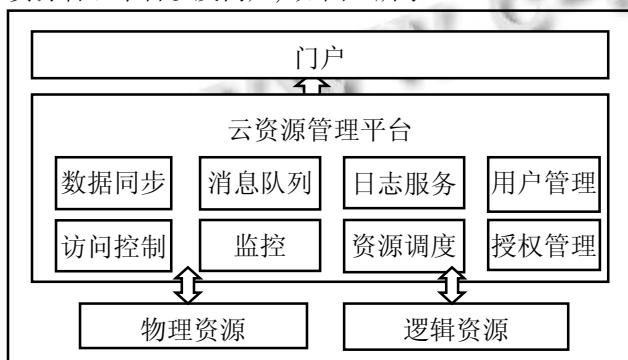 门户
云资源管理平台
数据同步 消息队列 日志服务 用户管理
访问控制 监控 资源调度 授权管理
物理资源 逻辑资源